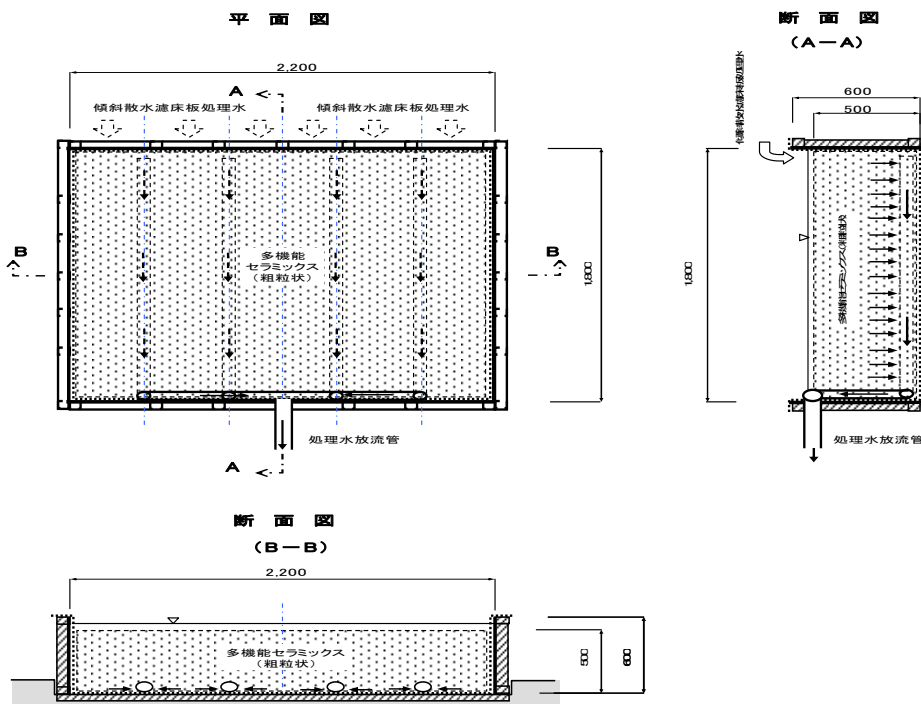 平面図
2,200
A
傾斜散水濾床板処理水
傾斜散水濾床板処理水
B
B
多機能
セラミックス
(粗粒状)
1,800
処理水放流管
A
断面図
(A-A)
600
500
1,800
処理水放流管
断面図
(B-B)
2,200
多機能セラミックス
(粗粒状)
500
600